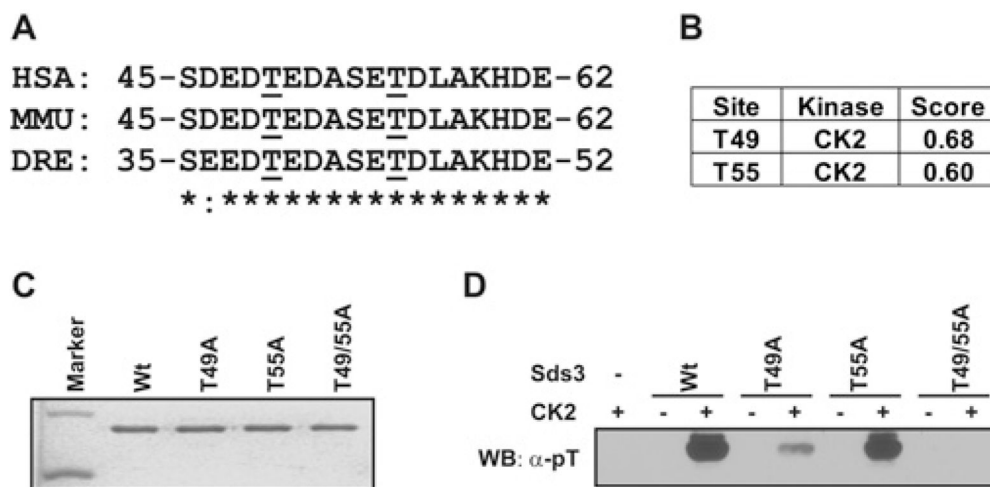 A
HSA: 45-SDEDTEDASETDLAKHDE-62
MMU: 45-SDEDTEDASETDLAKHDE-62
DRE: 35-SEEDTEDASETDLAKHDE-52
*:****************
B
Site Kinase Score
T49 CK2 0.68
T55 CK2 0.60
C
Marker Wt T49A T55A T49/55A
D
Sds3 - Wt T49A T55A T49/55A
CK2 + - + - + - + - +
WB: α-pT